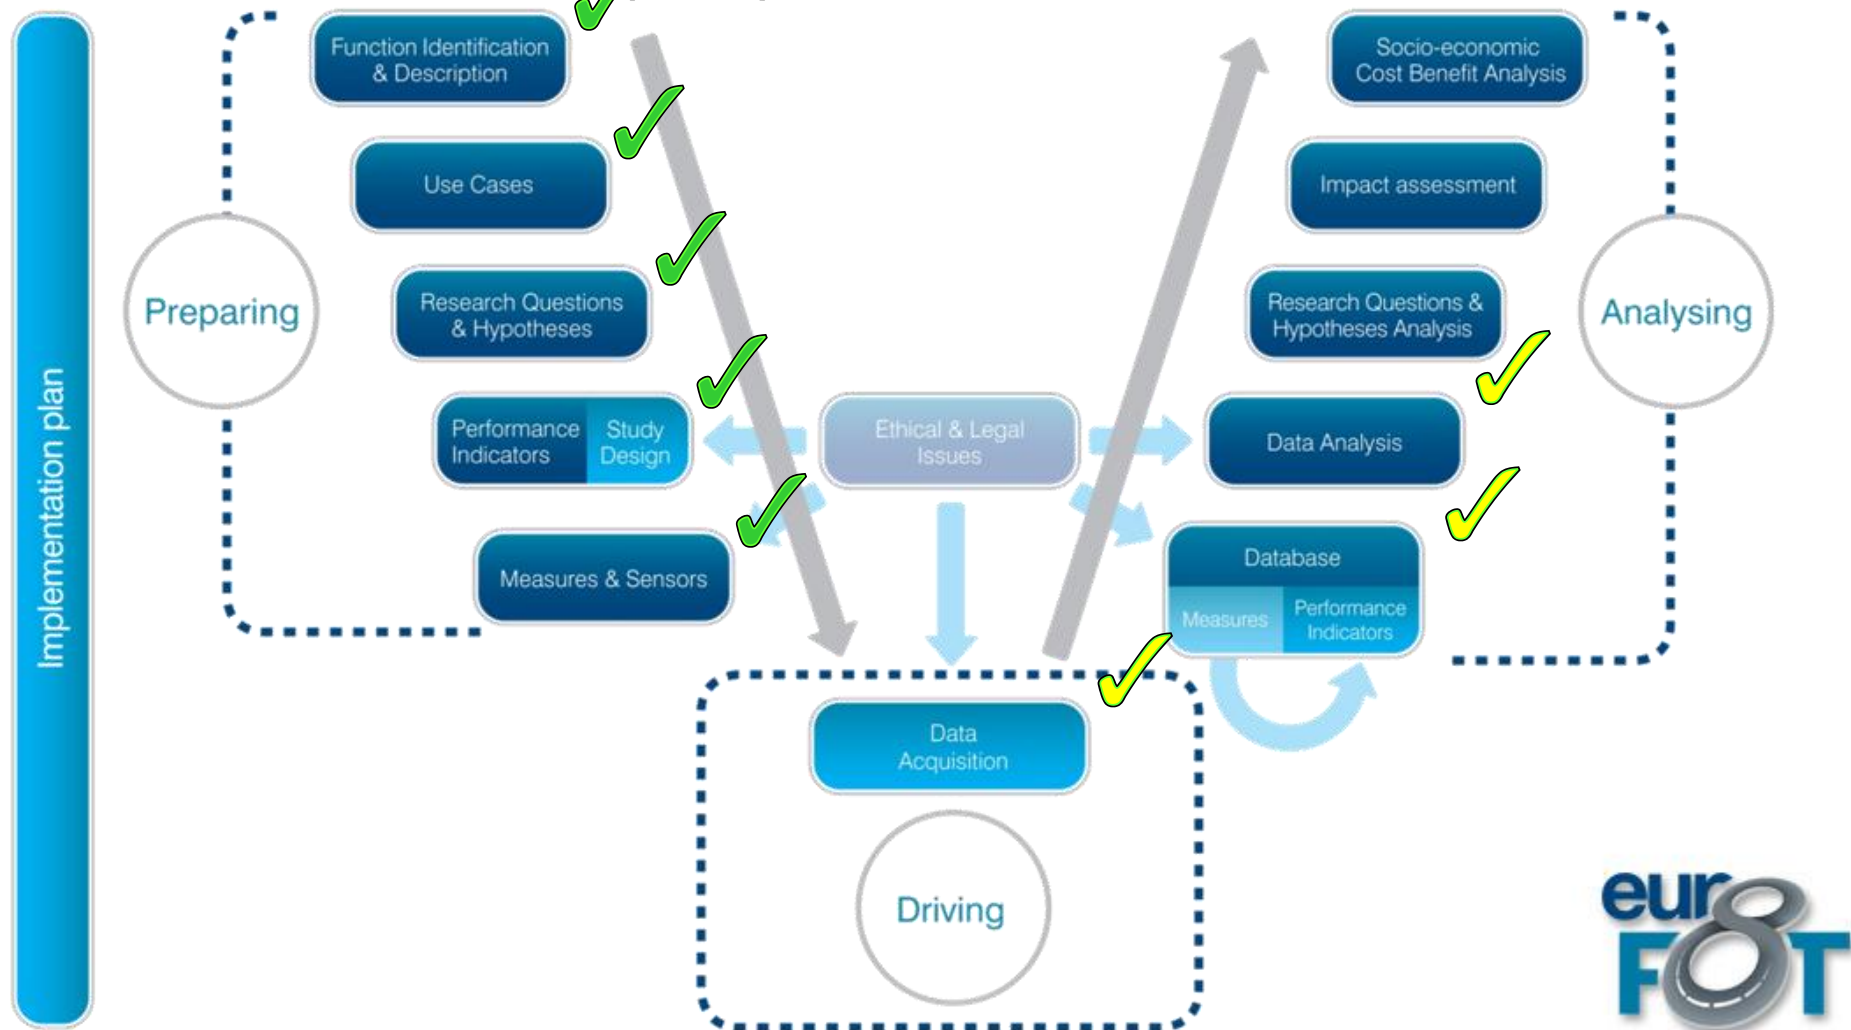 Implementation plan
Preparing
Function Identification
& Description
Use Cases
Research Questions
& Hypotheses
Performance
Indicators
Study
Design
Measures & Sensors
Ethical & Legal
Issues
Data
Acquisition
Driving
Socio-economic
Cost Benefit Analysis
Impact assessment
Research Questions &
Hypotheses Analysis
Data Analysis
Database
Measures
Performance
Indicators
Analysing
euro
FOT